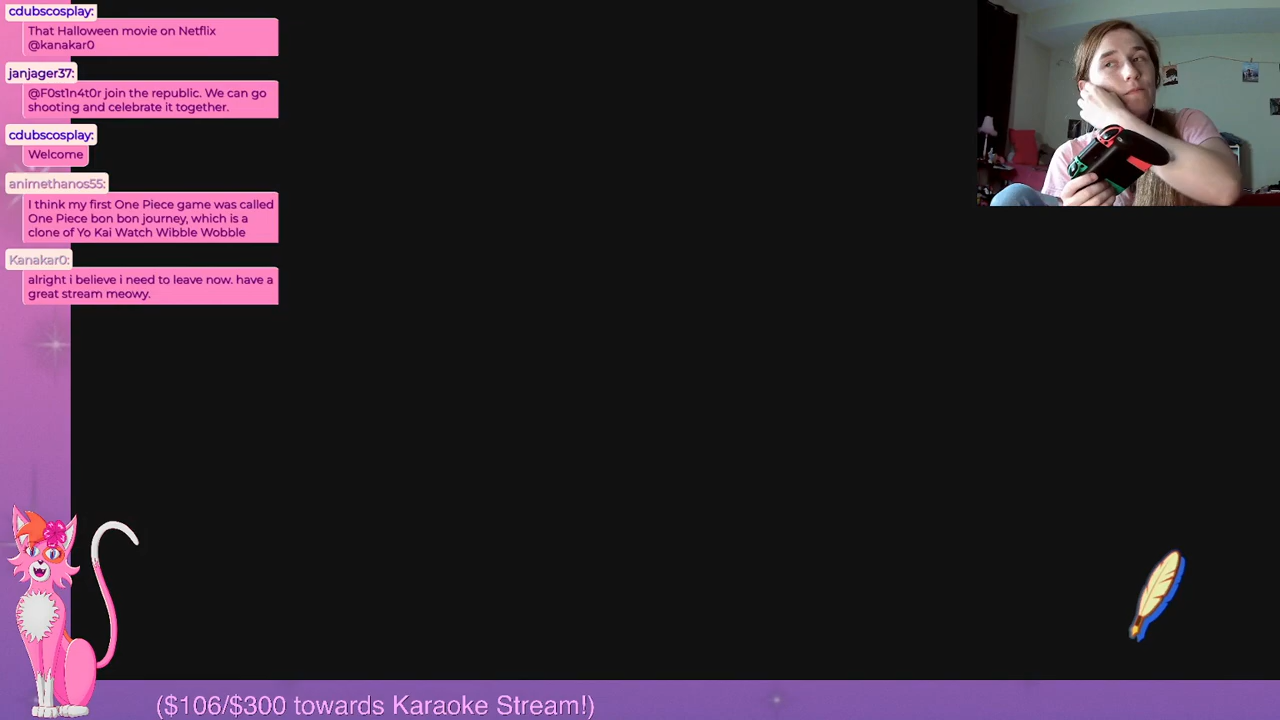 cdubscosplay:
That Halloween movie on Netflix
@kanakar0
janjager37:
@F0st1n4t0r join the republic. We can go
shooting and celebrate it together.
cdubscosplay:
Welcome
animethanos55:
I think my first One Piece game was called
One Piece bon bon journey, which is a
clone of Yo Kai Watch Wibble Wobble
Kanakar0:
alright i believe i need to leave now. have a
great stream meowy.
($106/$300 towards Karaoke Stream!)